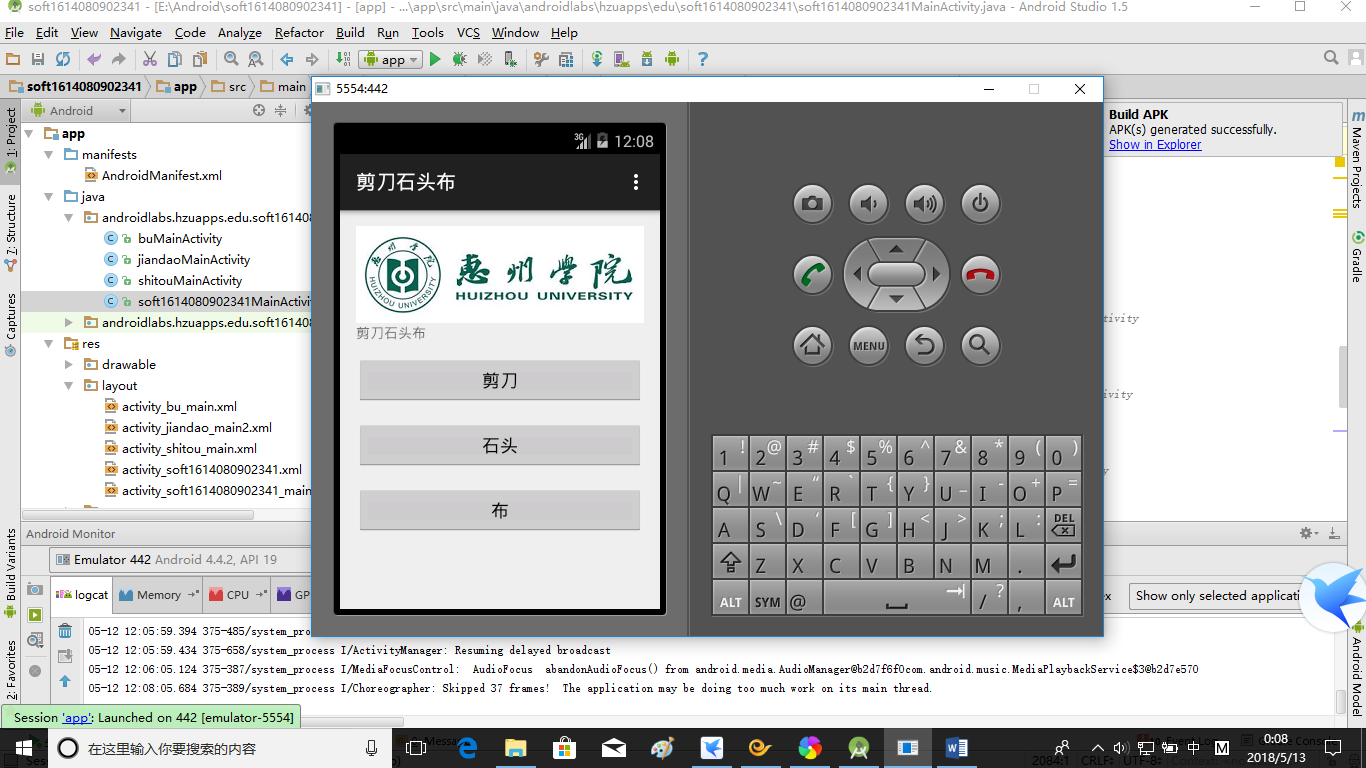 soft1614080902341 - [E:\Android\soft1614080902341] - [app] - ...\app\src\main\java\androidlabs\hzuapps\edu\soft1614080902341\soft1614080902341MainActivity.java - Android Studio 1.5
File Edit View Navigate Code Analyze Refactor Build Run Tools VCS Window Help
app
soft1614080902341 app src main
5554:442
Android
1: Project
7: Structure
Captures
Build Variants
2: Favorites
app
manifests
AndroidManifest.xml
java
androidlabs.hzuapps.edu.soft16140
buMainActivity
jiandaoMainActivity
shitouMainActivity
soft1614080902341MainActivi
androidlabs.hzuapps.edu.soft16140
res
drawable
layout
activity_bu_main.xml
activity_jiandao_main2.xml
activity_shitou_main.xml
activity_soft1614080902341.xml
activity_soft1614080902341_main
3G 12:08
剪刀石头布
惠州学院
HUIZHOU UNIVERSITY
剪刀石头布
剪刀
石头
布
MENU
1 ! 2 @ 3 # 4 $ 5 % 6 ^ 7 & 8 * 9 ( 0 )
Q | W ~ E “ R ` T { Y } U _ I - O + P =
A S \ D ‘ F [ G ] H < J > K ; L : DEL
Z X C V B N M .
ALT SYM @ / ? , ALT
Build APK
APK(s) generated successfully.
Show in Explorer
Maven Projects
Gradle
Android Model
tivity
ivity
Android Monitor
Emulator 442 Android 4.4.2, API 19
logcat Memory CPU GP
ex
Show only selected applicati
05-12 12:05:59.394 375-485/system_pro
05-12 12:05:59.434 375-658/system_process I/ActivityManager: Resuming delayed broadcast
05-12 12:06:05.124 375-387/system_process I/MediaFocusControl: AudioFocus abandonAudioFocus() from android.media.AudioManager@b2d7f6f0com.android.music.MediaPlaybackService$3@b2d7e570
05-12 12:08:05.684 375-389/system_process I/Choreographer: Skipped 37 frames! The application may be doing too much work on its main thread.
Session 'app': Launched on 442 [emulator-5554]
在这里输入你要搜索的内容
中 M
0:08
2018/5/13